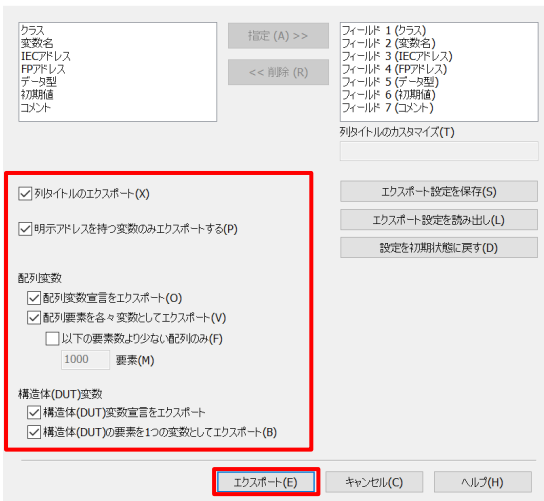 クラス
変数名
IECアドレス
FPアドレス
データ型
初期値
コメント
指定 (A) >>
<< 削除 (R)
フィールド 1 (クラス)
フィールド 2 (変数名)
フィールド 3 (IECアドレス)
フィールド 4 (FPアドレス)
フィールド 5 (データ型)
フィールド 6 (初期値)
フィールド 7 (コメント)
列タイトルのカスタマイズ(T)
列タイトルのエクスポート(X)
明示アドレスを持つ変数のみエクスポートする(P)
エクスポート設定を保存(S)
エクスポート設定を読み出し(L)
設定を初期状態に戻す(D)
配列変数
配列変数宣言をエクスポート(O)
配列要素を各々変数としてエクスポート(V)
以下の要素数より少ない配列のみ(F)
1000 要素(M)
構造体(DUT)変数
構造体(DUT)変数宣言をエクスポート
構造体(DUT)の要素を1つの変数としてエクスポート(B)
エクスポート(E) キャンセル(C) ヘルプ(H)